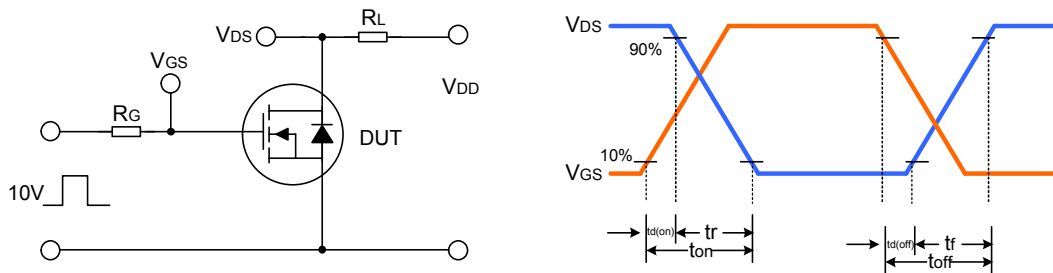 VDS
RL
VGS
VDD
RG
DUT
10V
VDS
90%
10%
VGS
td(on)
tr
ton
td(off)
tf
toff